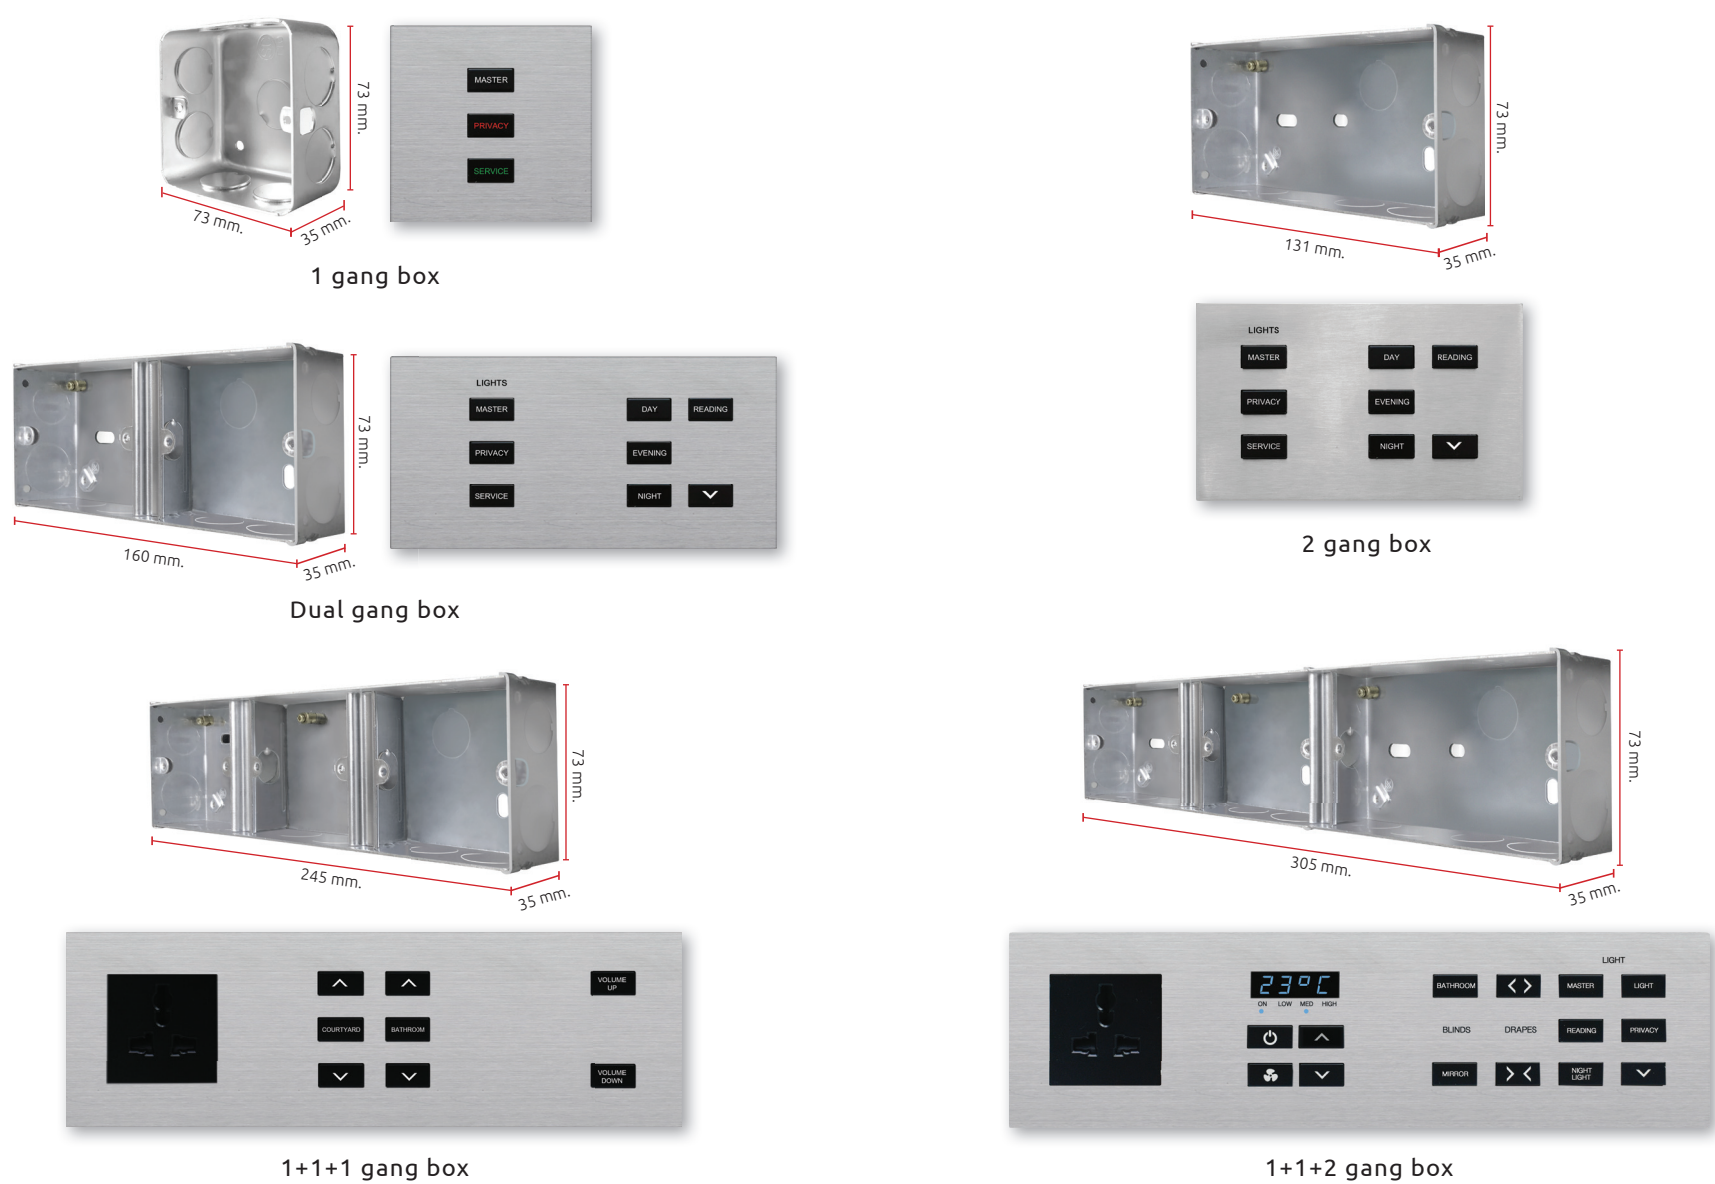 73 mm.
73 mm.
35 mm.
MASTER
PRIVACY
SERVICE
1 gang box
73 mm.
131 mm.
35 mm.
LIGHTS
MASTER
DAY
READING
PRIVACY
EVENING
SERVICE
NIGHT
2 gang box
73 mm.
160 mm.
35 mm.
LIGHTS
MASTER
DAY
READING
PRIVACY
EVENING
SERVICE
NIGHT
Dual gang box
73 mm.
245 mm.
35 mm.
VOLUME
UP
COURTYARD
BATHROOM
VOLUME
DOWN
1+1+1 gang box
73 mm.
305 mm.
35 mm.
23°C
ON LOW MED HIGH
LIGHT
BATHROOM
MASTER
LIGHT
BLINDS
DRAPES
READING
PRIVACY
MIRROR
NIGHT
LIGHT
1+1+2 gang box